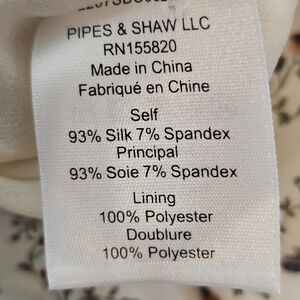 PIPES & SHAW LLC
RN155820
Made in China
Fabriqué en Chine
Self
93% Silk 7% Spandex
Principal
93% Soie 7% Spandex
Lining
100% Polyester
Doublure
100% Polyester